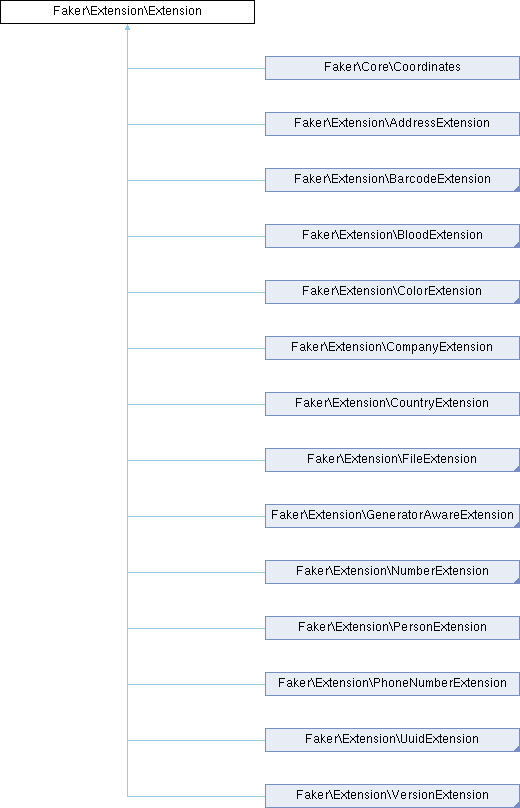 Faker\Extension\Extension
Faker\Core\Coordinates
Faker\Extension\AddressExtension
Faker\Extension\BarcodeExtension
Faker\Extension\BloodExtension
Faker\Extension\ColorExtension
Faker\Extension\CompanyExtension
Faker\Extension\CountryExtension
Faker\Extension\FileExtension
Faker\Extension\GeneratorAwareExtension
Faker\Extension\NumberExtension
Faker\Extension\PersonExtension
Faker\Extension\PhoneNumberExtension
Faker\Extension\UuidExtension
Faker\Extension\VersionExtension